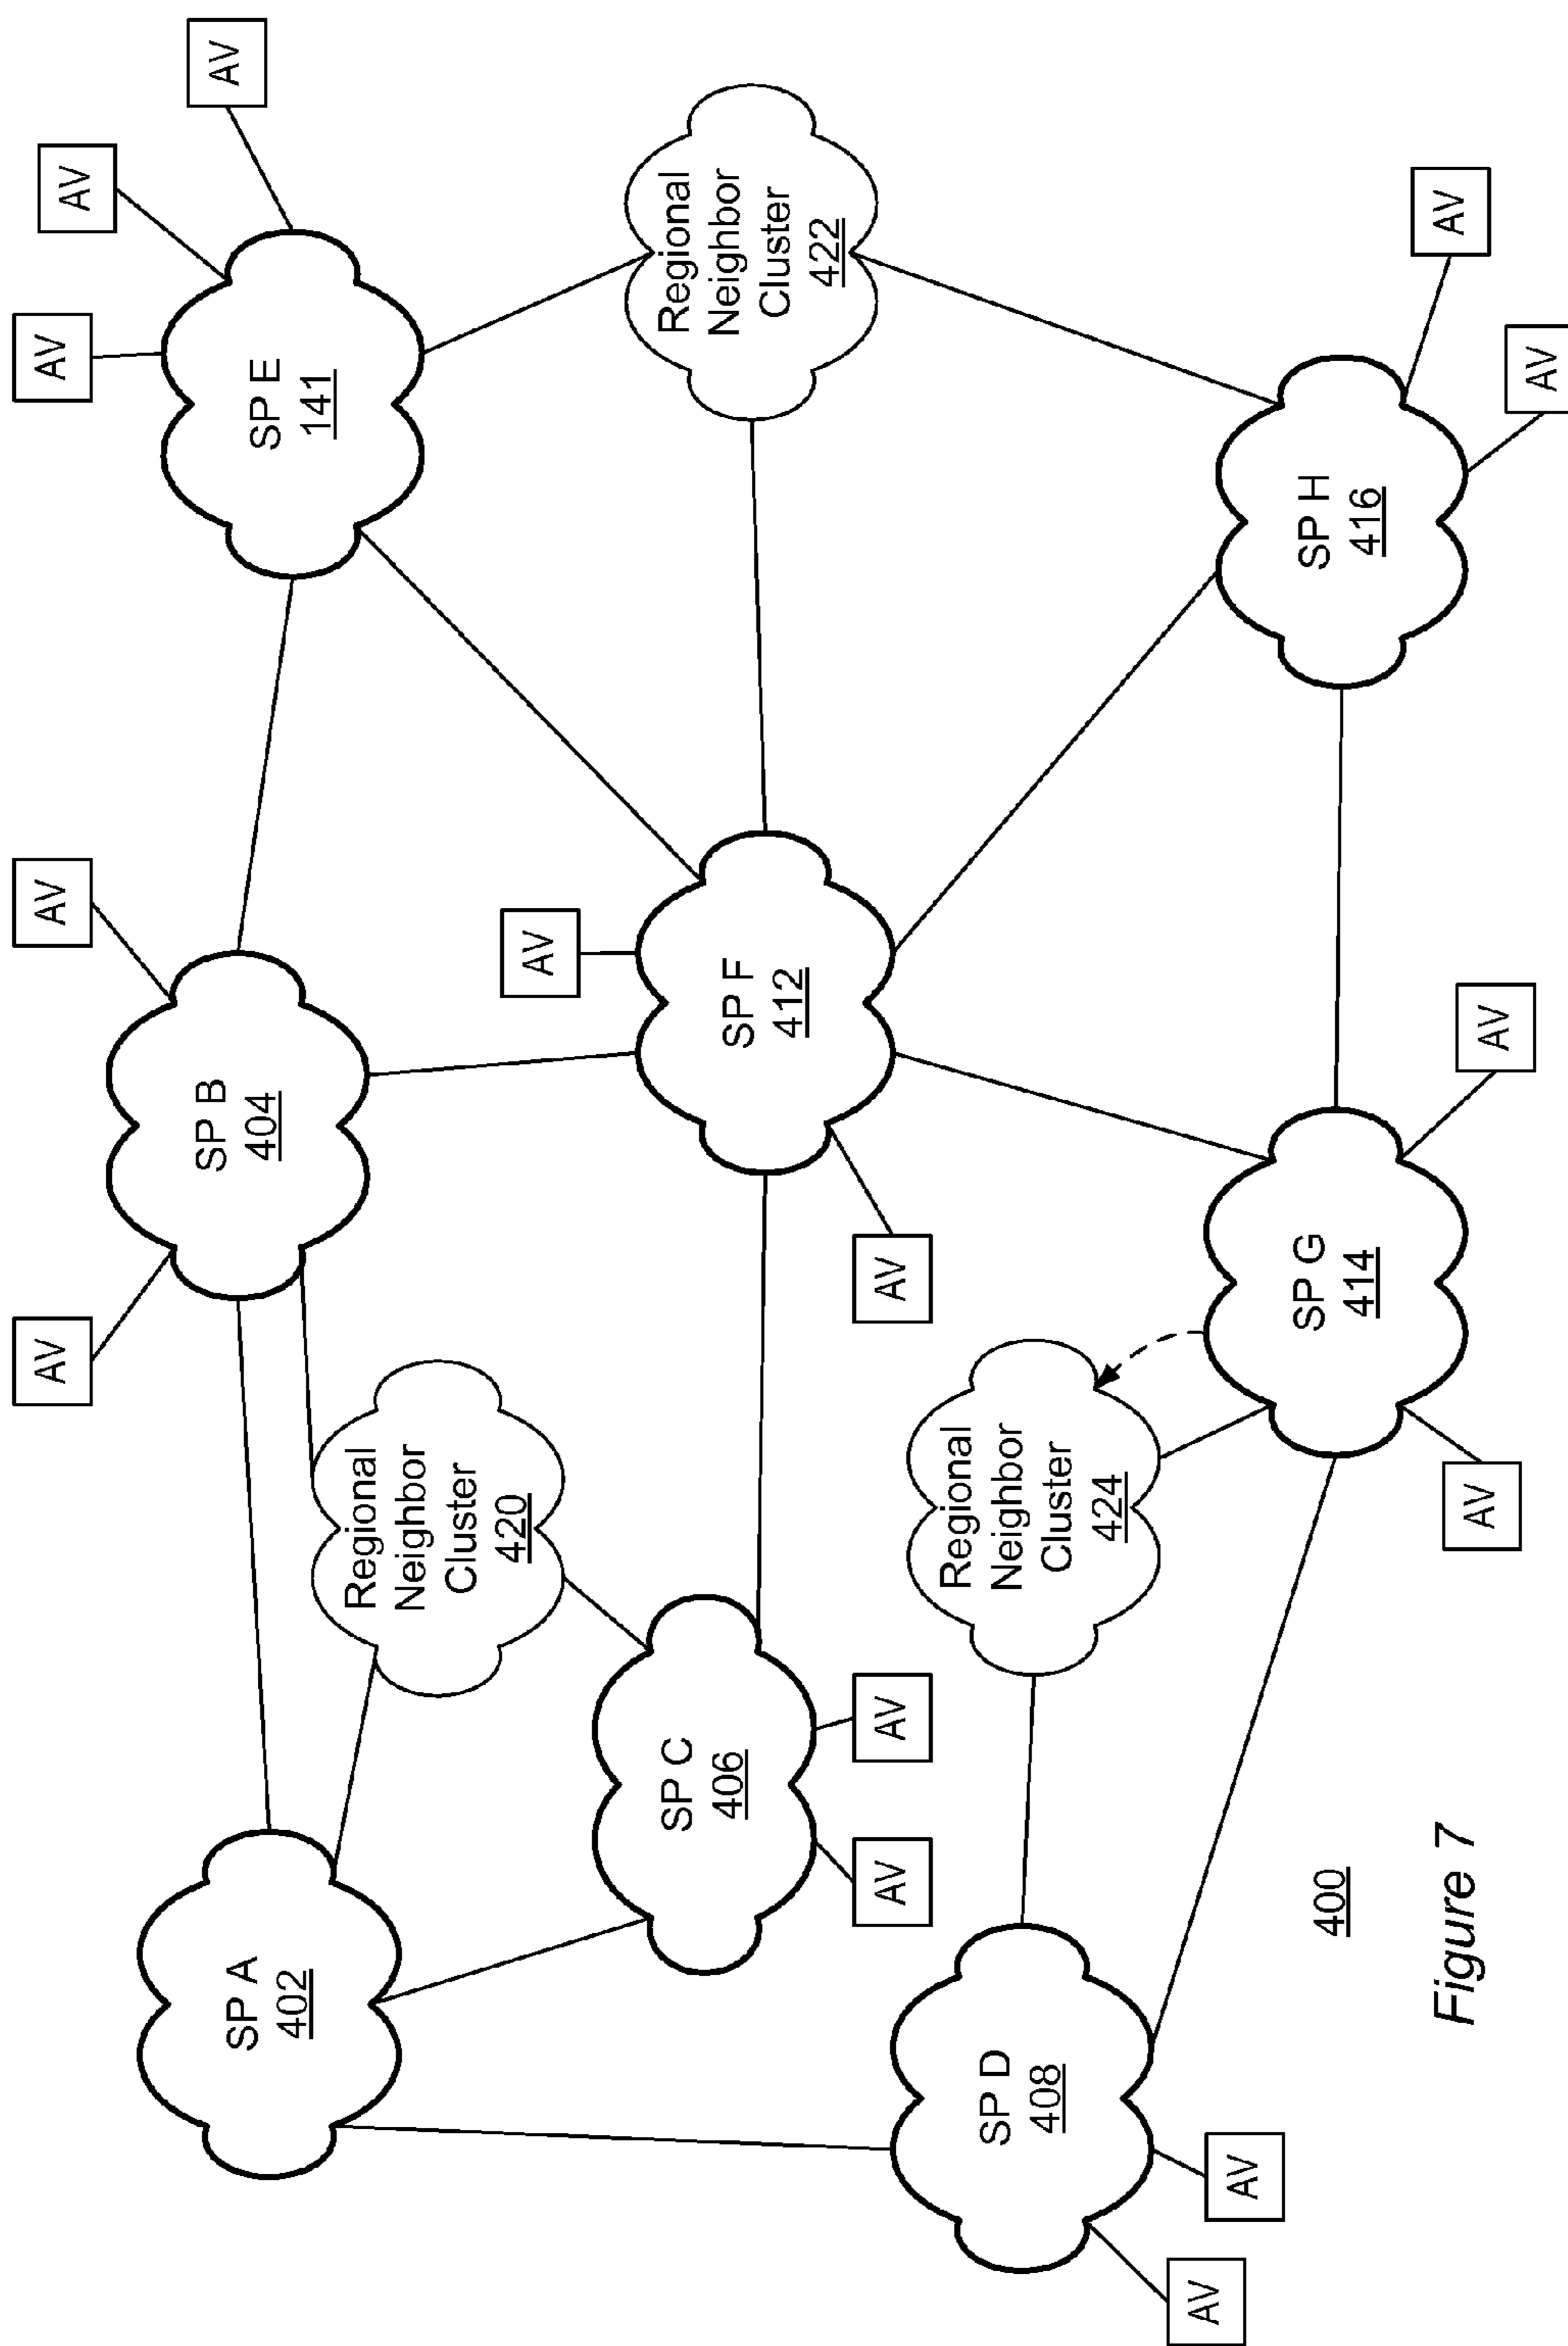 AV
AV
AV
AV
AV
SP A
402
SP B
404
SP E
141
Regional
Neighbor
Cluster
420
AV
SP C
406
SP F
412
Regional
Neighbor
Cluster
422
AV
AV
AV
Regional
Neighbor
Cluster
424
SP D
408
AV
AV
SP G
414
SP H
416
400
AV
AV
AV
AV
Figure 7